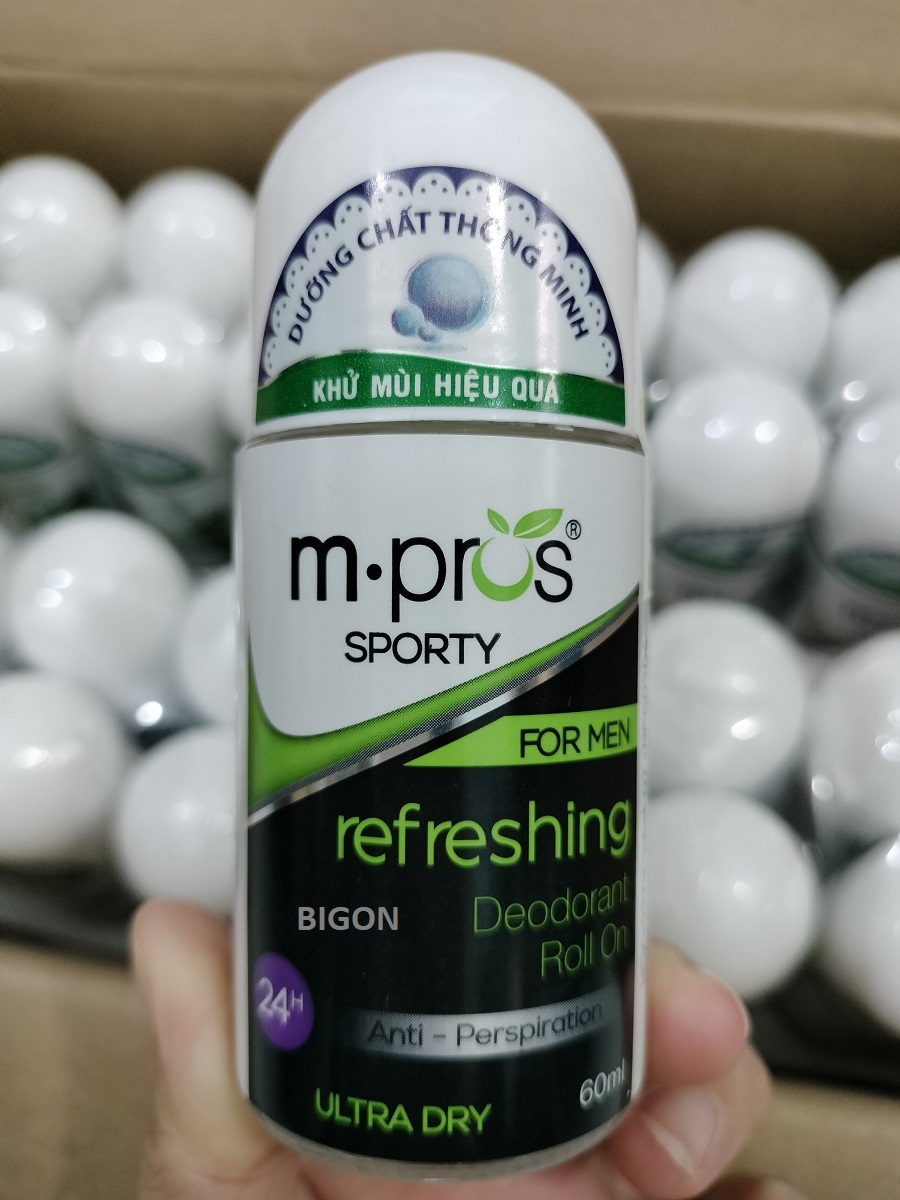 DƯỠNG CHẤT THÔNG MINH
KHỬ MÙI HIỆU QUẢ
m·pros®
SPORTY
FOR MEN
refreshing
Deodorant
Roll On
BIGON
24H
Anti - Perspiration
60ml
ULTRA DRY